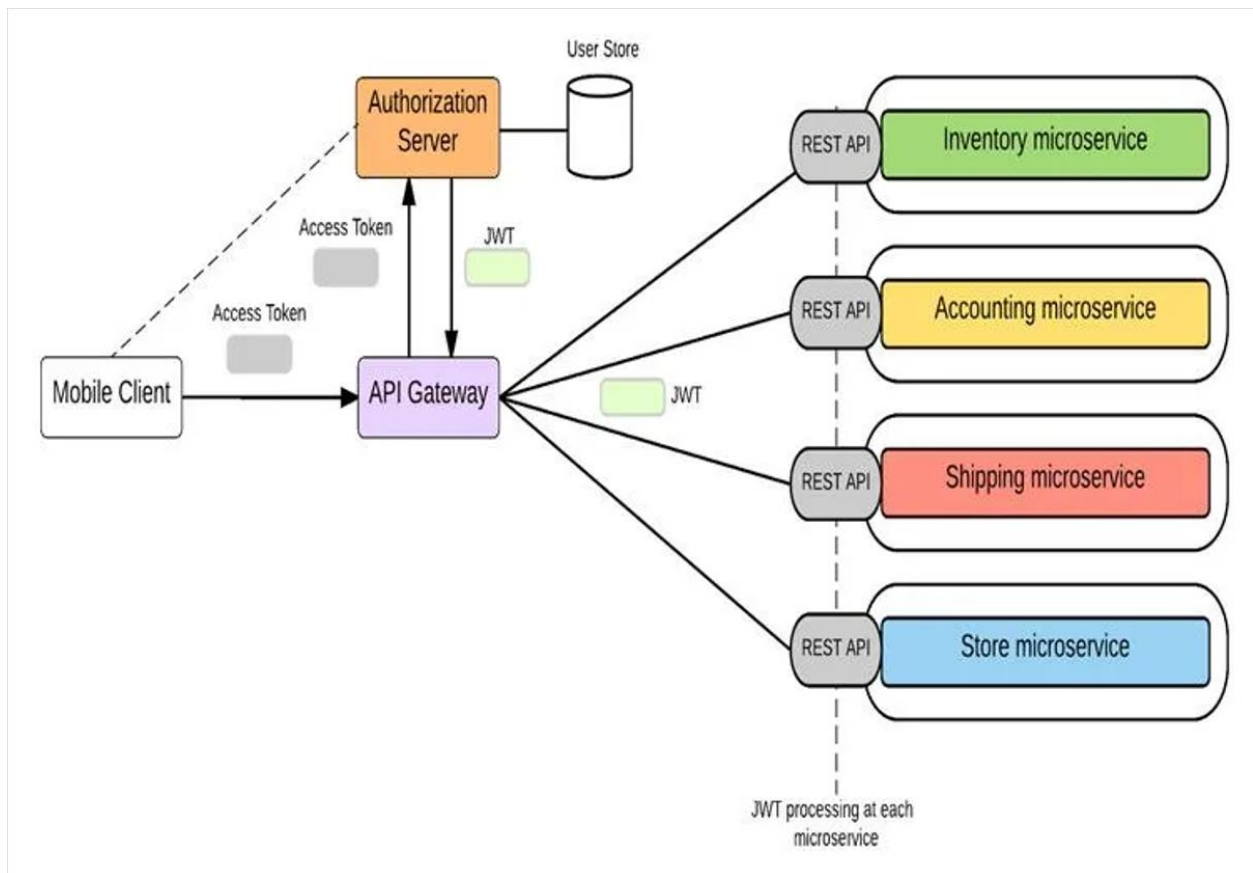 User Store
Authorization
Server
REST API
Inventory microservice
Access Token
JWT
Access Token
REST API
Accounting microservice
Mobile Client
API Gateway
JWT
REST API
Shipping microservice
REST API
Store microservice
JWT processing at each
microservice